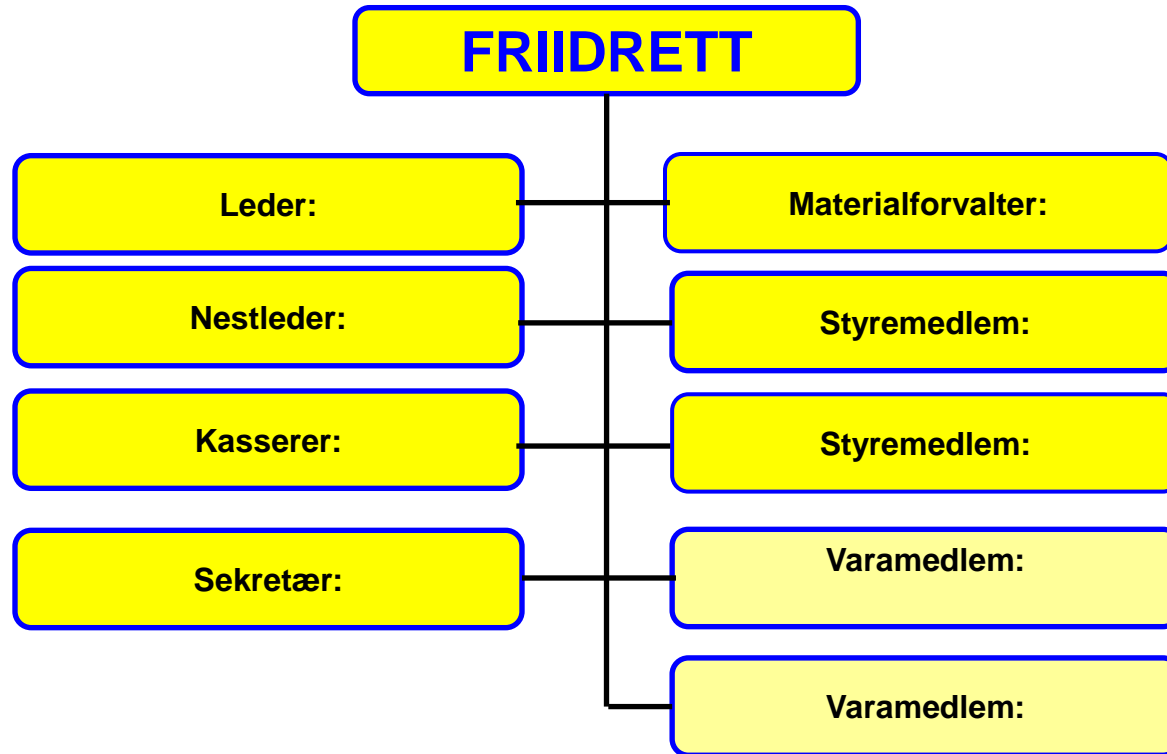 FRIIDRETT
Leder:
Materialforvalter:
Nestleder:
Styremedlem:
Kasserer:
Styremedlem:
Sekretær:
Varamedlem:
Varamedlem: